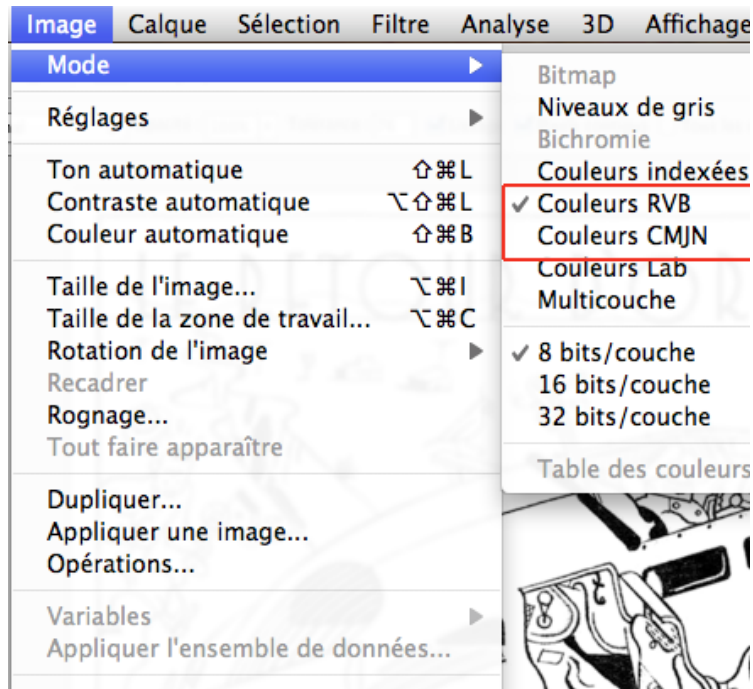 Image Calque Sélection Filtre Analyse 3D Affichage
Mode
Réglages
Ton automatique ⇧⌘L
Contraste automatique ⌥⇧⌘L
Couleur automatique ⇧⌘B
Taille de l'image... ⌥⌘I
Taille de la zone de travail... ⌥⌘C
Rotation de l'image
Recadrer
Rognage...
Tout faire apparaître
Dupliquer...
Appliquer une image...
Opérations...
Variables
Appliquer l'ensemble de données...
Bitmap
Niveaux de gris
Bichromie
Couleurs indexées
✓ Couleurs RVB
Couleurs CMJN
Couleurs Lab
Multicouche
✓ 8 bits/couche
16 bits/couche
32 bits/couche
Table des couleurs